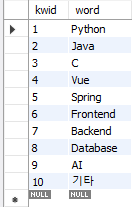 kwid word
1 Python
2 Java
3 C
4 Vue
5 Spring
6 Frontend
7 Backend
8 Database
9 AI
10 기타
NULL NULL